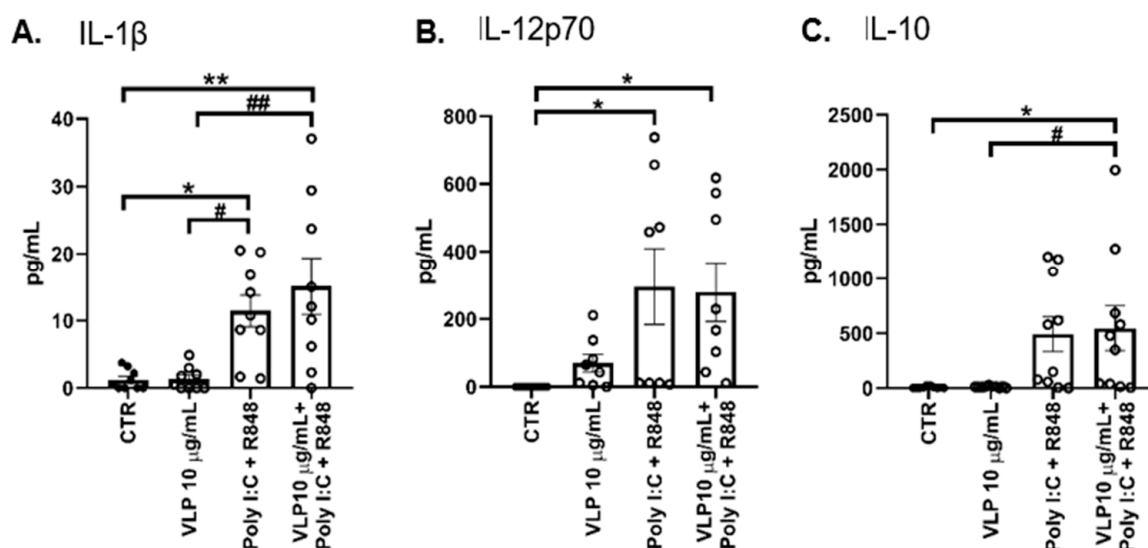 A. IL-1β
**
##
*
#
40
30
20
10
0
pg/mL
CTR
VLP 10 μg/mL
Poly I:C + R848
VLP10 μg/mL+
Poly I:C + R848
B. IL-12p70
*
*
800
600
400
200
0
pg/mL
CTR
VLP 10 μg/mL
Poly I:C + R848
VLP10 μg/mL+
Poly I:C + R848
C. IL-10
*
#
2500
2000
1500
1000
500
0
pg/mL
CTR
VLP 10 μg/mL
Poly I:C + R848
VLP10 μg/mL+
Poly I:C + R848